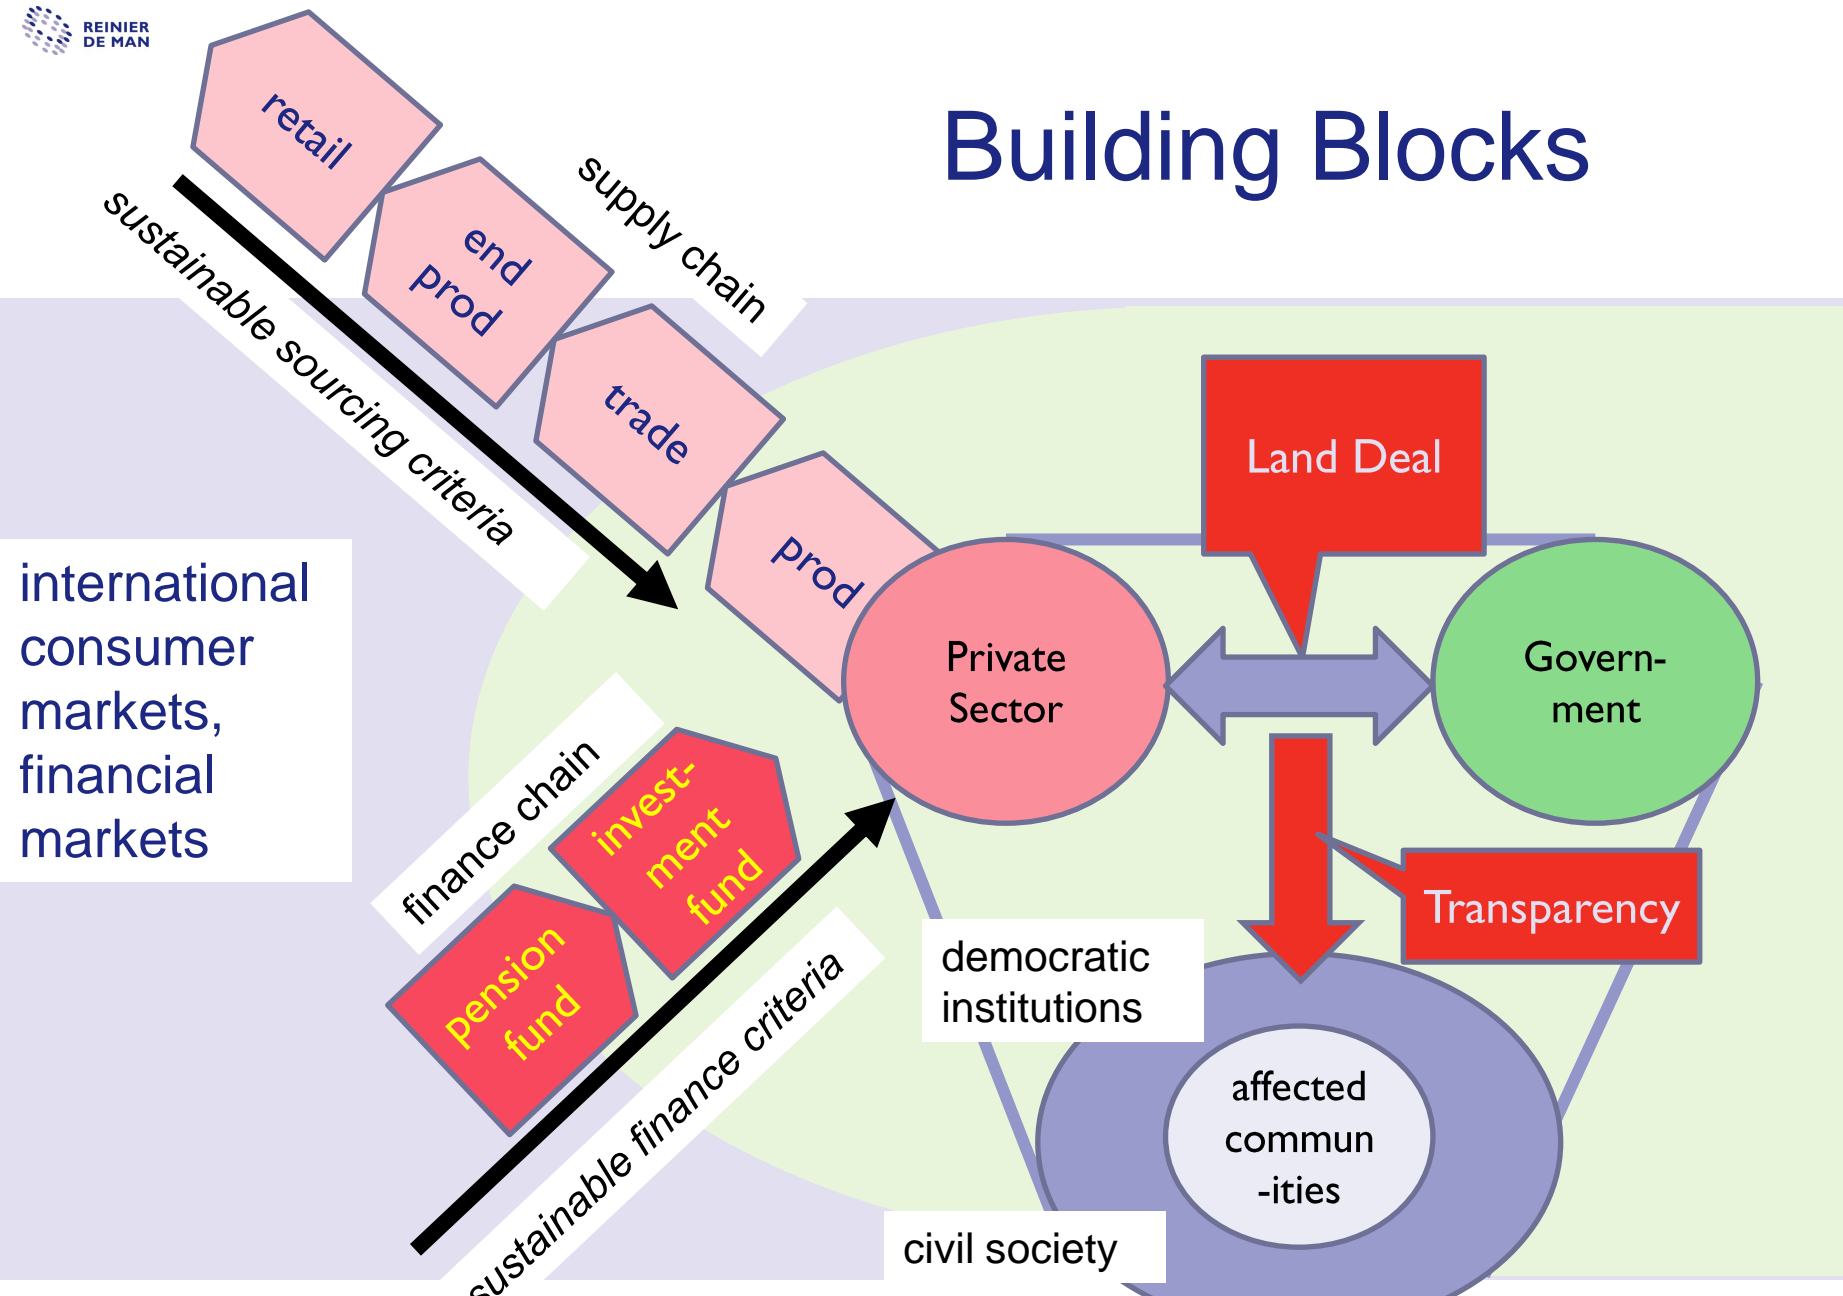 REINIER
DE MAN
Building Blocks
retail
end
prod
trade
prod
supply chain
sustainable sourcing criteria
international
consumer
markets,
financial
markets
Land Deal
Private
Sector
Govern-
ment
finance chain
invest-
ment
fund
pension
fund
sustainable finance criteria
Transparency
democratic
institutions
affected
commun
-ities
civil society